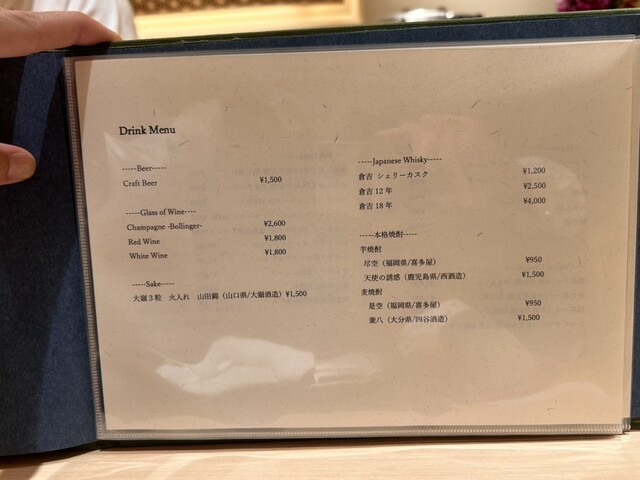 Drink Menu
-----Beer-----
Craft Beer ¥1,500
-----Glass of Wine----
Champagne -Bollinger- ¥2,600
Red Wine ¥1,800
White Wine ¥1,800
-----Sake-----
大嶺3粒 火入れ 山田錦（山口県/大嶺酒造）¥1,500
-----Japanese Whisky-----
倉吉 シェリーカスク ¥1,200
倉吉 12 年 ¥2,500
倉吉 18 年 ¥4,000
-----本格焼酎-----
芋焼酎
尽空（福岡県/喜多屋） ¥950
天使の誘惑（鹿児島県/西酒造） ¥1,500
麦焼酎
是空（福岡県/喜多屋） ¥950
兼八（大分県/四谷酒造） ¥1,500